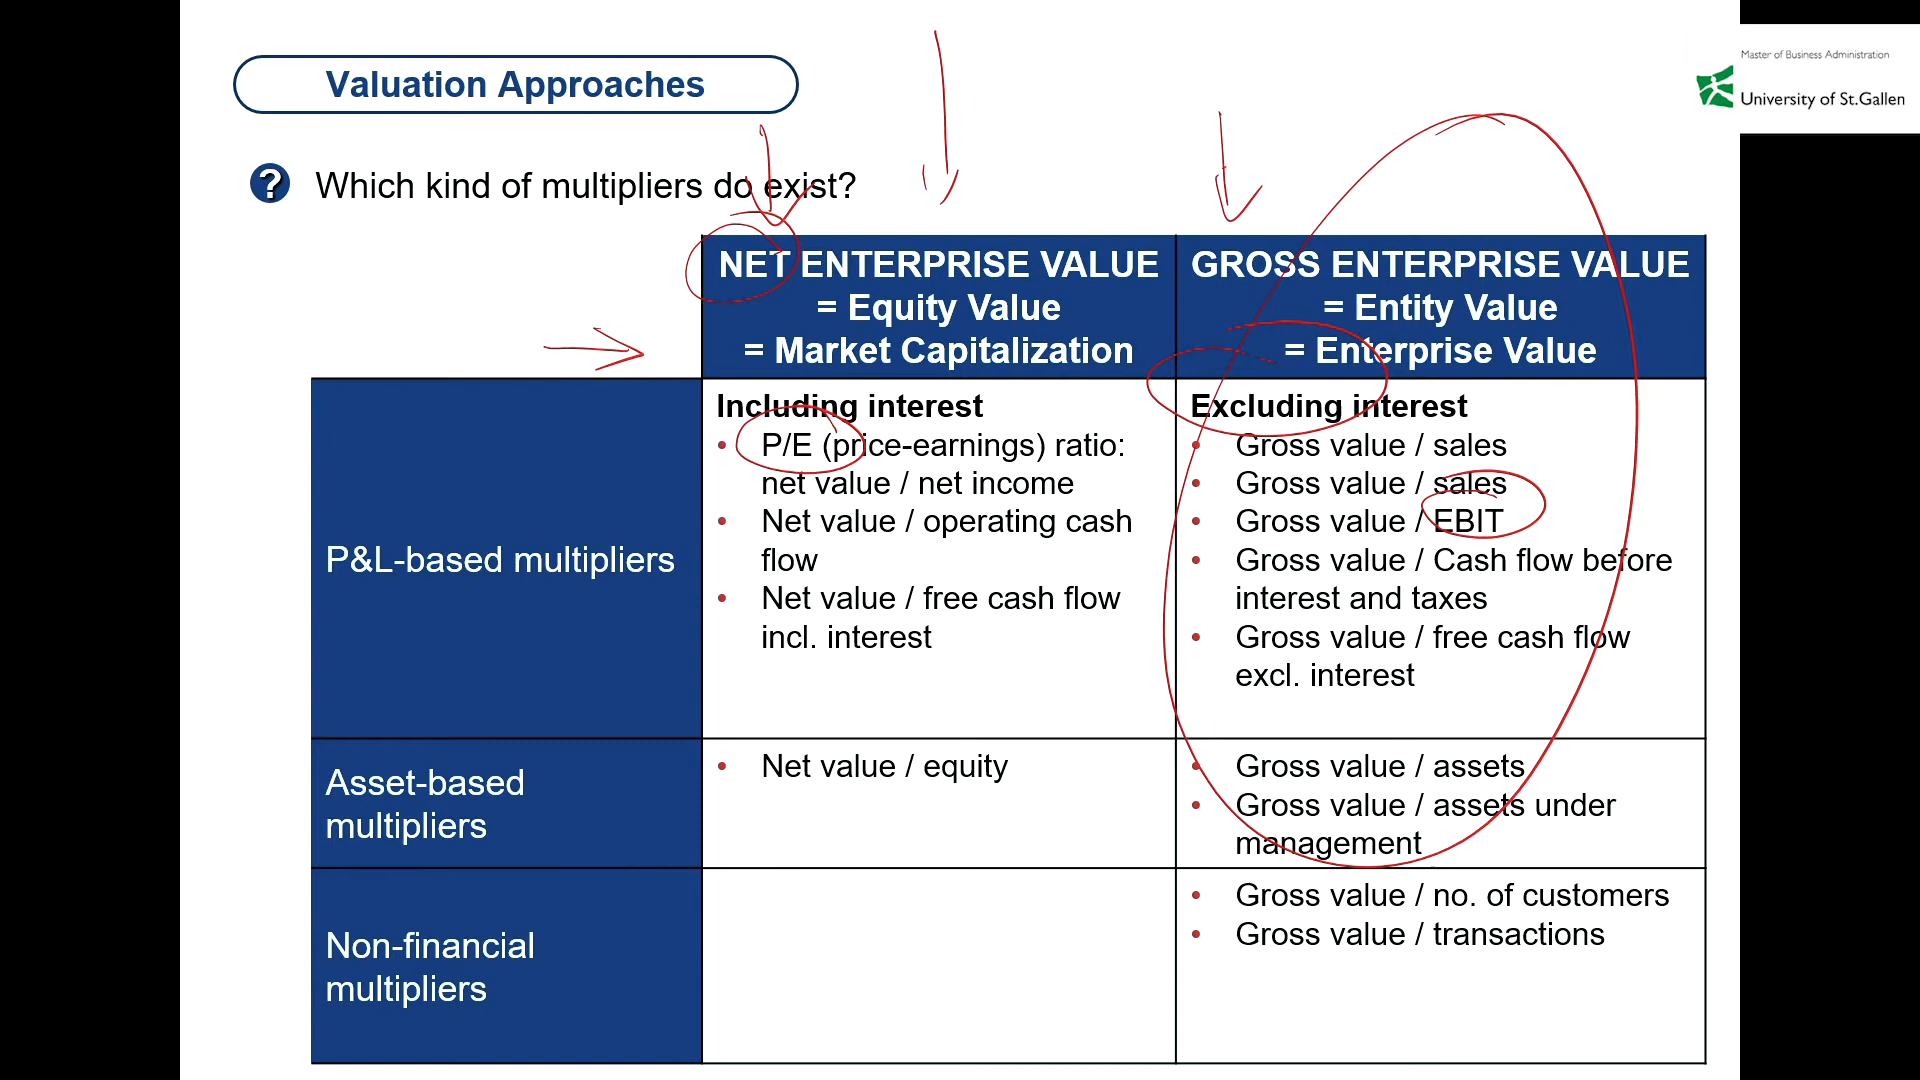 Master of Business Administration
University of St.Gallen
Valuation Approaches
? Which kind of multipliers do exist?
NET ENTERPRISE VALUE
= Equity Value
= Market Capitalization
GROSS ENTERPRISE VALUE
= Entity Value
= Enterprise Value
P&L-based multipliers
Including interest
• P/E (price-earnings) ratio:
net value / net income
• Net value / operating cash
flow
• Net value / free cash flow
incl. interest
Excluding interest
• Gross value / sales
• Gross value / sales
• Gross value / EBIT
• Gross value / Cash flow before
interest and taxes
• Gross value / free cash flow
excl. interest
Asset-based
multipliers
• Net value / equity
• Gross value / assets
• Gross value / assets under
management
Non-financial
multipliers
• Gross value / no. of customers
• Gross value / transactions